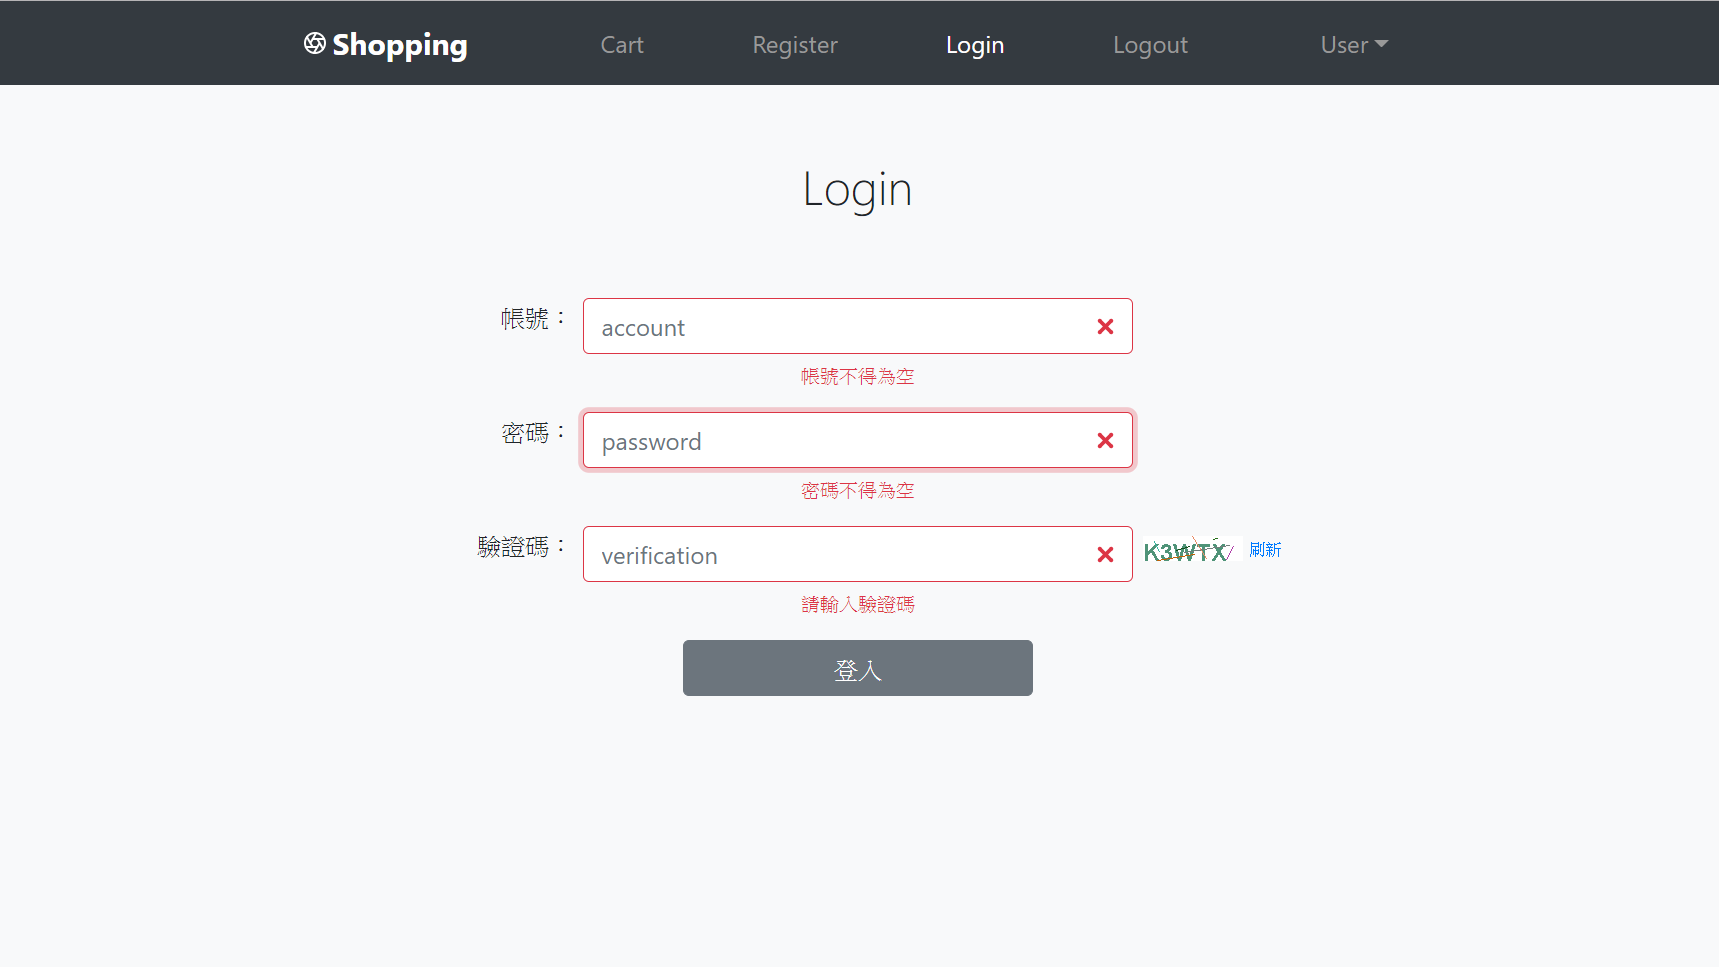 Shopping Cart Register Login Logout User
Login
帳號： account
帳號不得為空
密碼： password
密碼不得為空
驗證碼： verification K3WTX 刷新
請輸入驗證碼
登入